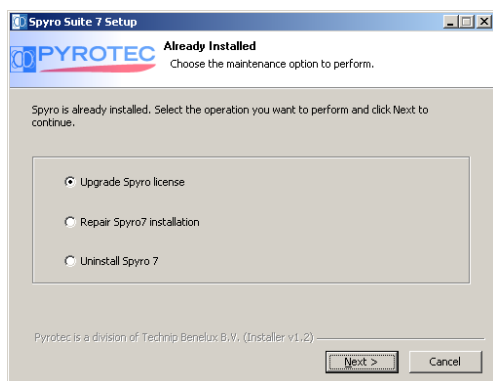 Spyro Suite 7 Setup
PYROTEC
Already Installed
Choose the maintenance option to perform.
Spyro is already installed. Select the operation you want to perform and click Next to
continue.
Upgrade Spyro license
Repair Spyro7 installation
Uninstall Spyro 7
Pyrotec is a division of Technip Benelux B.V. (Installer v1.2)
Next >
Cancel